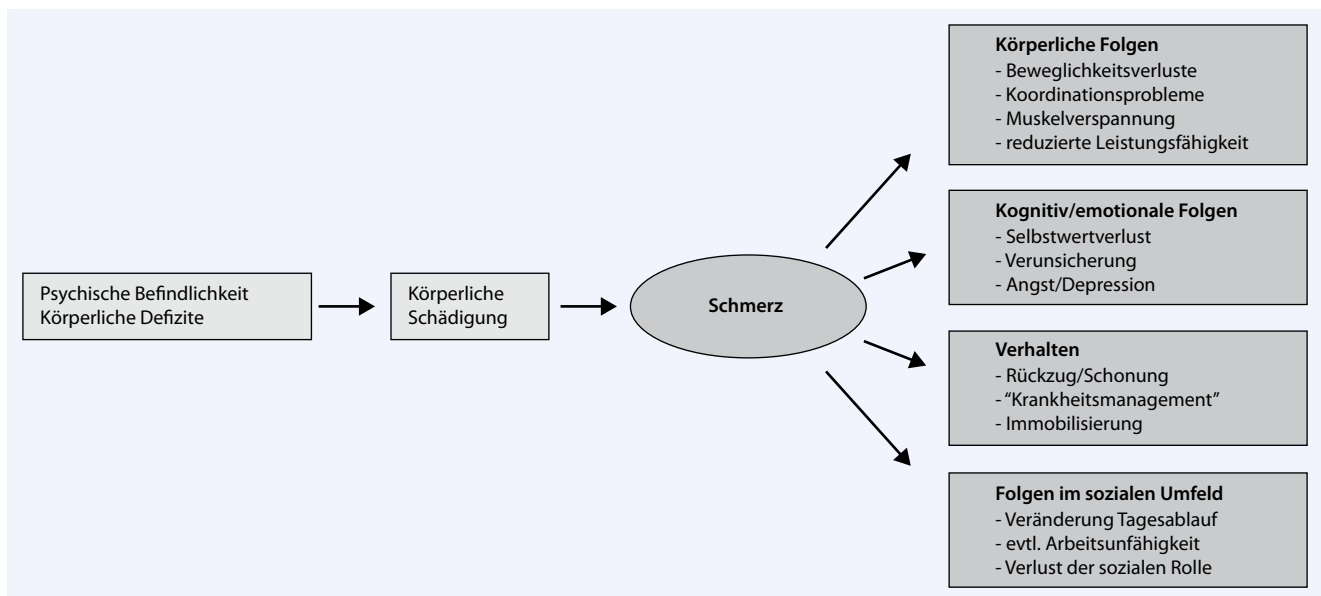 Psychische Befindlichkeit
Körperliche Defizite
Körperliche
Schädigung
Schmerz
Körperliche Folgen
- Beweglichkeitsverluste
- Koordinationsprobleme
- Muskelverspannung
- reduzierte Leistungsfähigkeit
Kognitiv/emotionale Folgen
- Selbstwertverlust
- Verunsicherung
- Angst/Depression
Verhalten
- Rückzug/Schonung
- “Krankheitsmanagement”
- Immobilisierung
Folgen im sozialen Umfeld
- Veränderung Tagesablauf
- evtl. Arbeitsunfähigkeit
- Verlust der sozialen Rolle